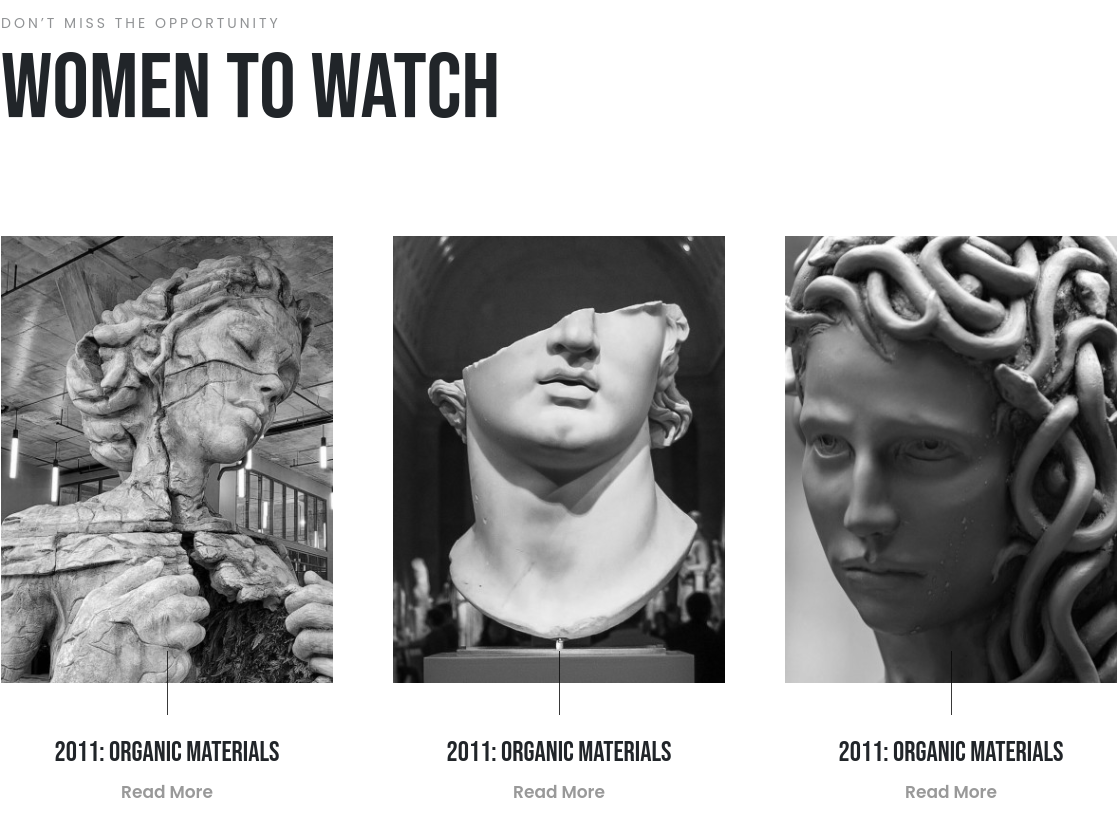 DON’T MISS THE OPPORTUNITY
WOMEN TO WATCH
2011: ORGANIC MATERIALS
Read More
2011: ORGANIC MATERIALS
Read More
2011: ORGANIC MATERIALS
Read More